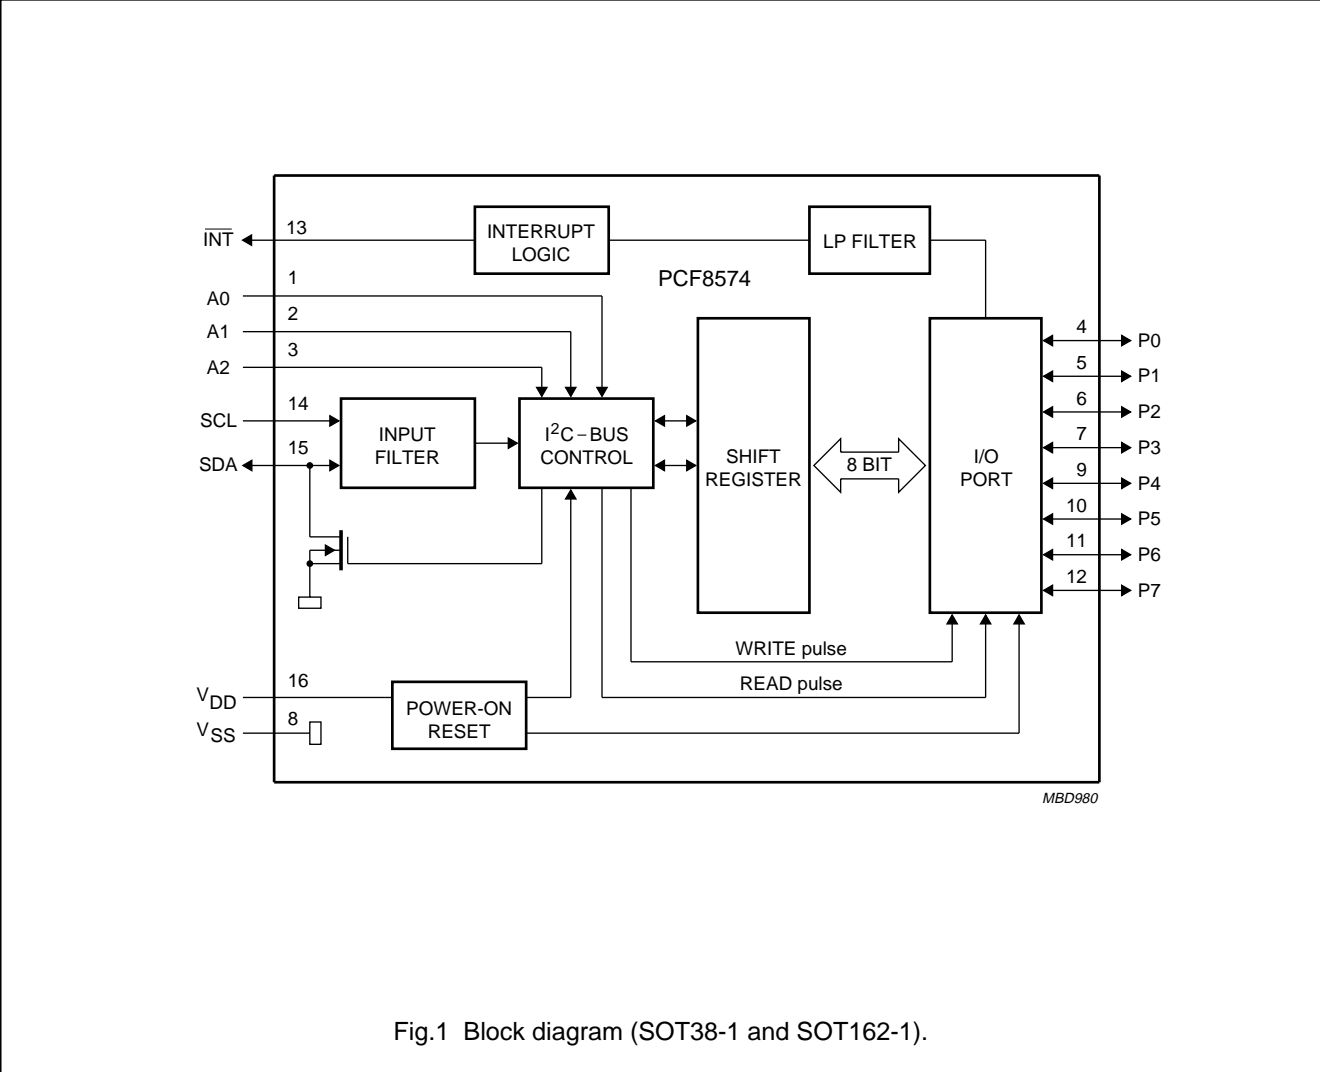 INT
13
INTERRUPT
LOGIC
LP FILTER
PCF8574
A0
1
A1
2
A2
3
SCL
14
SDA
15
INPUT
FILTER
I²C – BUS
CONTROL
SHIFT
REGISTER
8 BIT
I/O
PORT
4 P0
5 P1
6 P2
7 P3
9 P4
10 P5
11 P6
12 P7
WRITE pulse
READ pulse
VDD
16
VSS
8
POWER-ON
RESET
MBD980
Fig.1 Block diagram (SOT38-1 and SOT162-1).